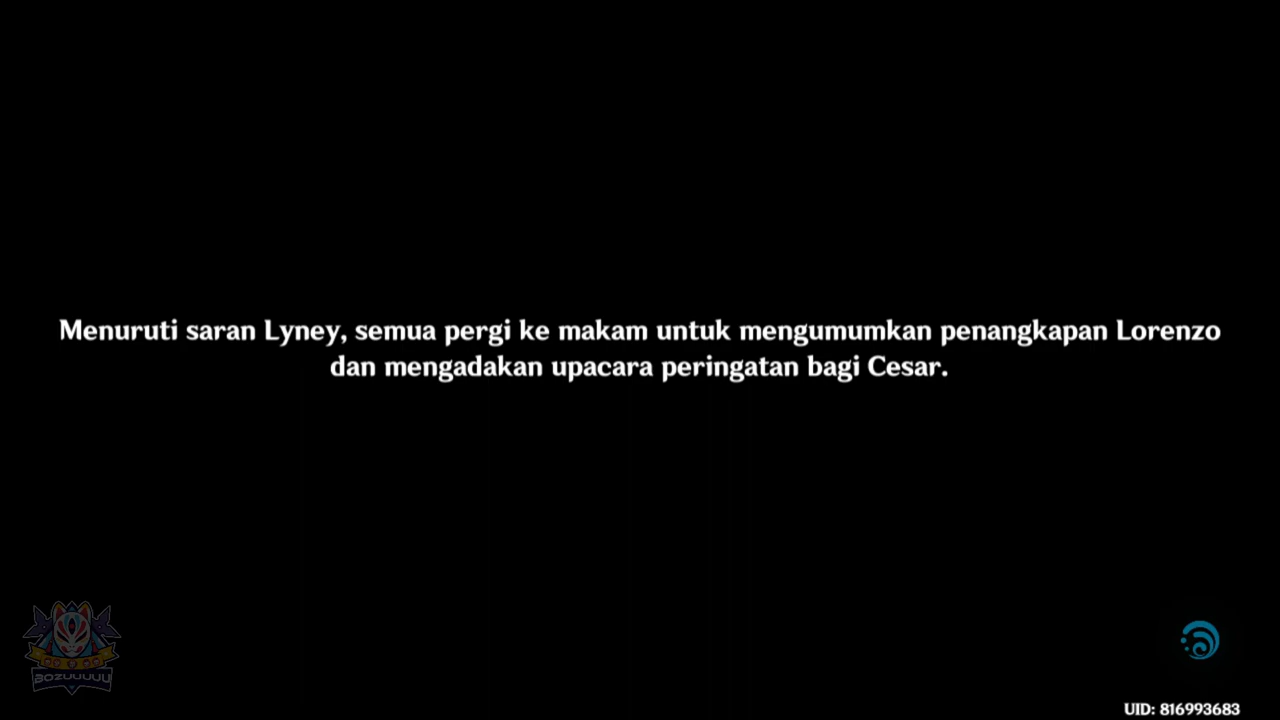 Menuruti saran Lyney, semua pergi ke makam untuk mengumumkan penangkapan Lorenzo
dan mengadakan upacara peringatan bagi Cesar.
BOZUUUUU
UID: 816993683